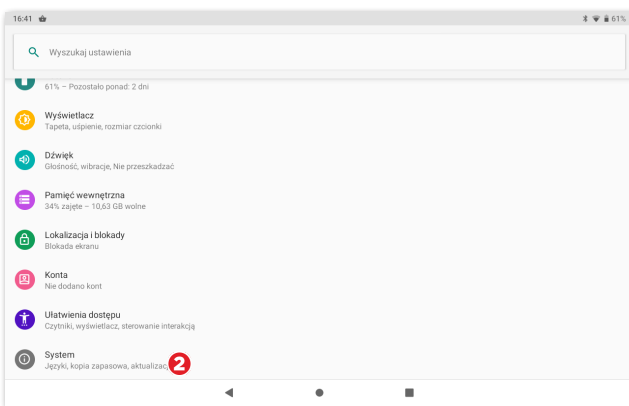 16:41
61%
Wyszukaj ustawienia
61% – Pozostało ponad: 2 dni
Wyświetlacz
Tapeta, uśpienie, rozmiar czcionki
Dźwięk
Głośność, wibracje, Nie przeszkadzać
Pamięć wewnętrzna
34% zajęte – 10,63 GB wolne
Lokalizacja i blokady
Blokada ekranu
Konta
Nie dodano kont
Ułatwienia dostępu
Czytniki, wyświetlacz, sterowanie interakcją
System
Języki, kopia zapasowa,
2